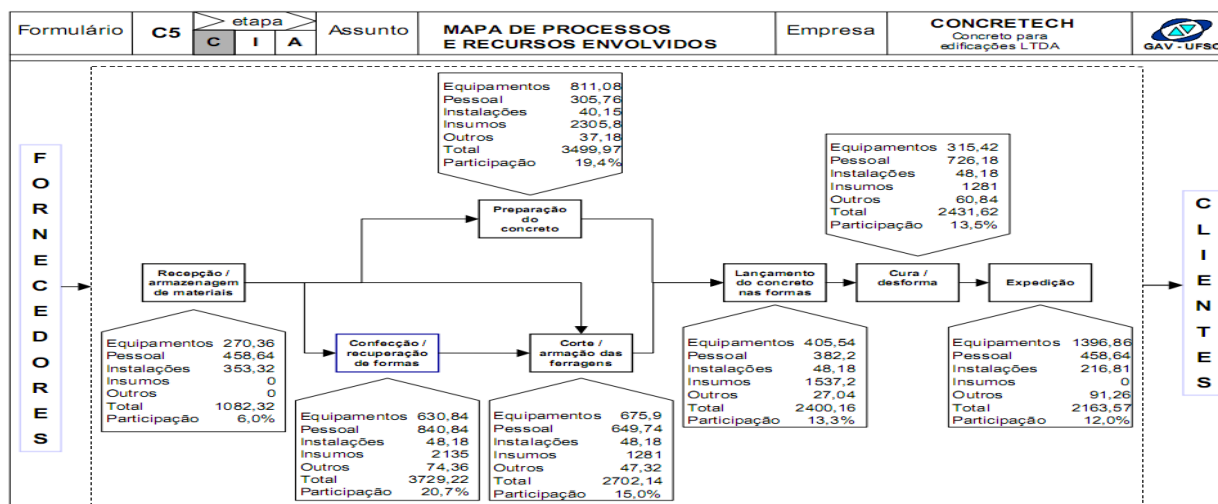 Formulário
C5
etapa
C I A
Assunto
MAPA DE PROCESSOS
E RECURSOS ENVOLVIDOS
Empresa
CONCRETECH
Concreto para
edificações LTDA
GAV - UFSC
FORNECEDORES
Equipamentos 811,08
Pessoal 305,76
Instalações 40,15
Insumos 2305,8
Outros 37,18
Total 3499,97
Participação 19,4%
Preparação
do
concreto
Equipamentos 315,42
Pessoal 726,18
Instalações 48,18
Insumos 1281
Outros 60,84
Total 2431,62
Participação 13,5%
Recepção /
armazenagem
de materiais
Lançamento
do concreto
nas formas
Cura /
desforma
Expedição
Equipamentos 270,36
Pessoal 458,64
Instalações 353,32
Insumos 0
Outros 0
Total 1082,32
Participação 6,0%
Confecção /
recuperação
de formas
Corte /
armação das
ferragens
Equipamentos 405,54
Pessoal 382,2
Instalações 48,18
Insumos 1537,2
Outros 27,04
Total 2400,16
Participação 13,3%
Equipamentos 1396,86
Pessoal 458,64
Instalações 216,81
Insumos 0
Outros 91,26
Total 2163,57
Participação 12,0%
Equipamentos 630,84
Pessoal 840,84
Instalações 48,18
Insumos 2135
Outros 74,36
Total 3729,22
Participação 20,7%
Equipamentos 675,9
Pessoal 649,74
Instalações 48,18
Insumos 1281
Outros 47,32
Total 2702,14
Participação 15,0%
CLIENTES